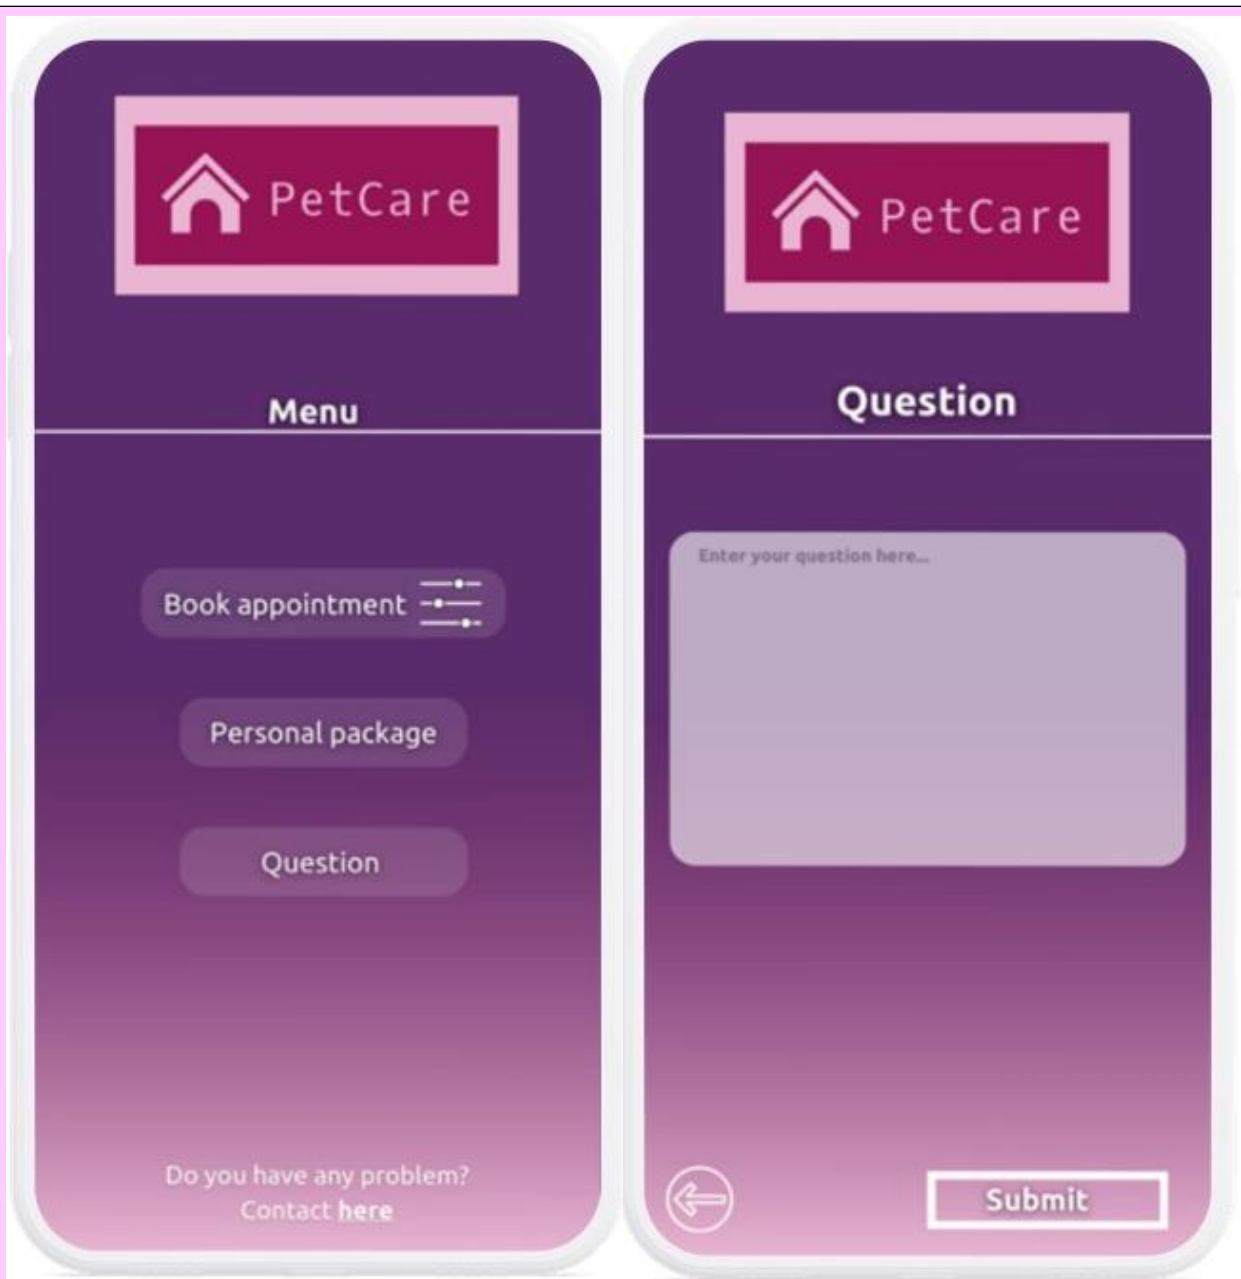 PetCare
Menu
Book appointment
Personal package
Question
Do you have any problem?
Contact here
PetCare
Question
Enter your question here...
Submit